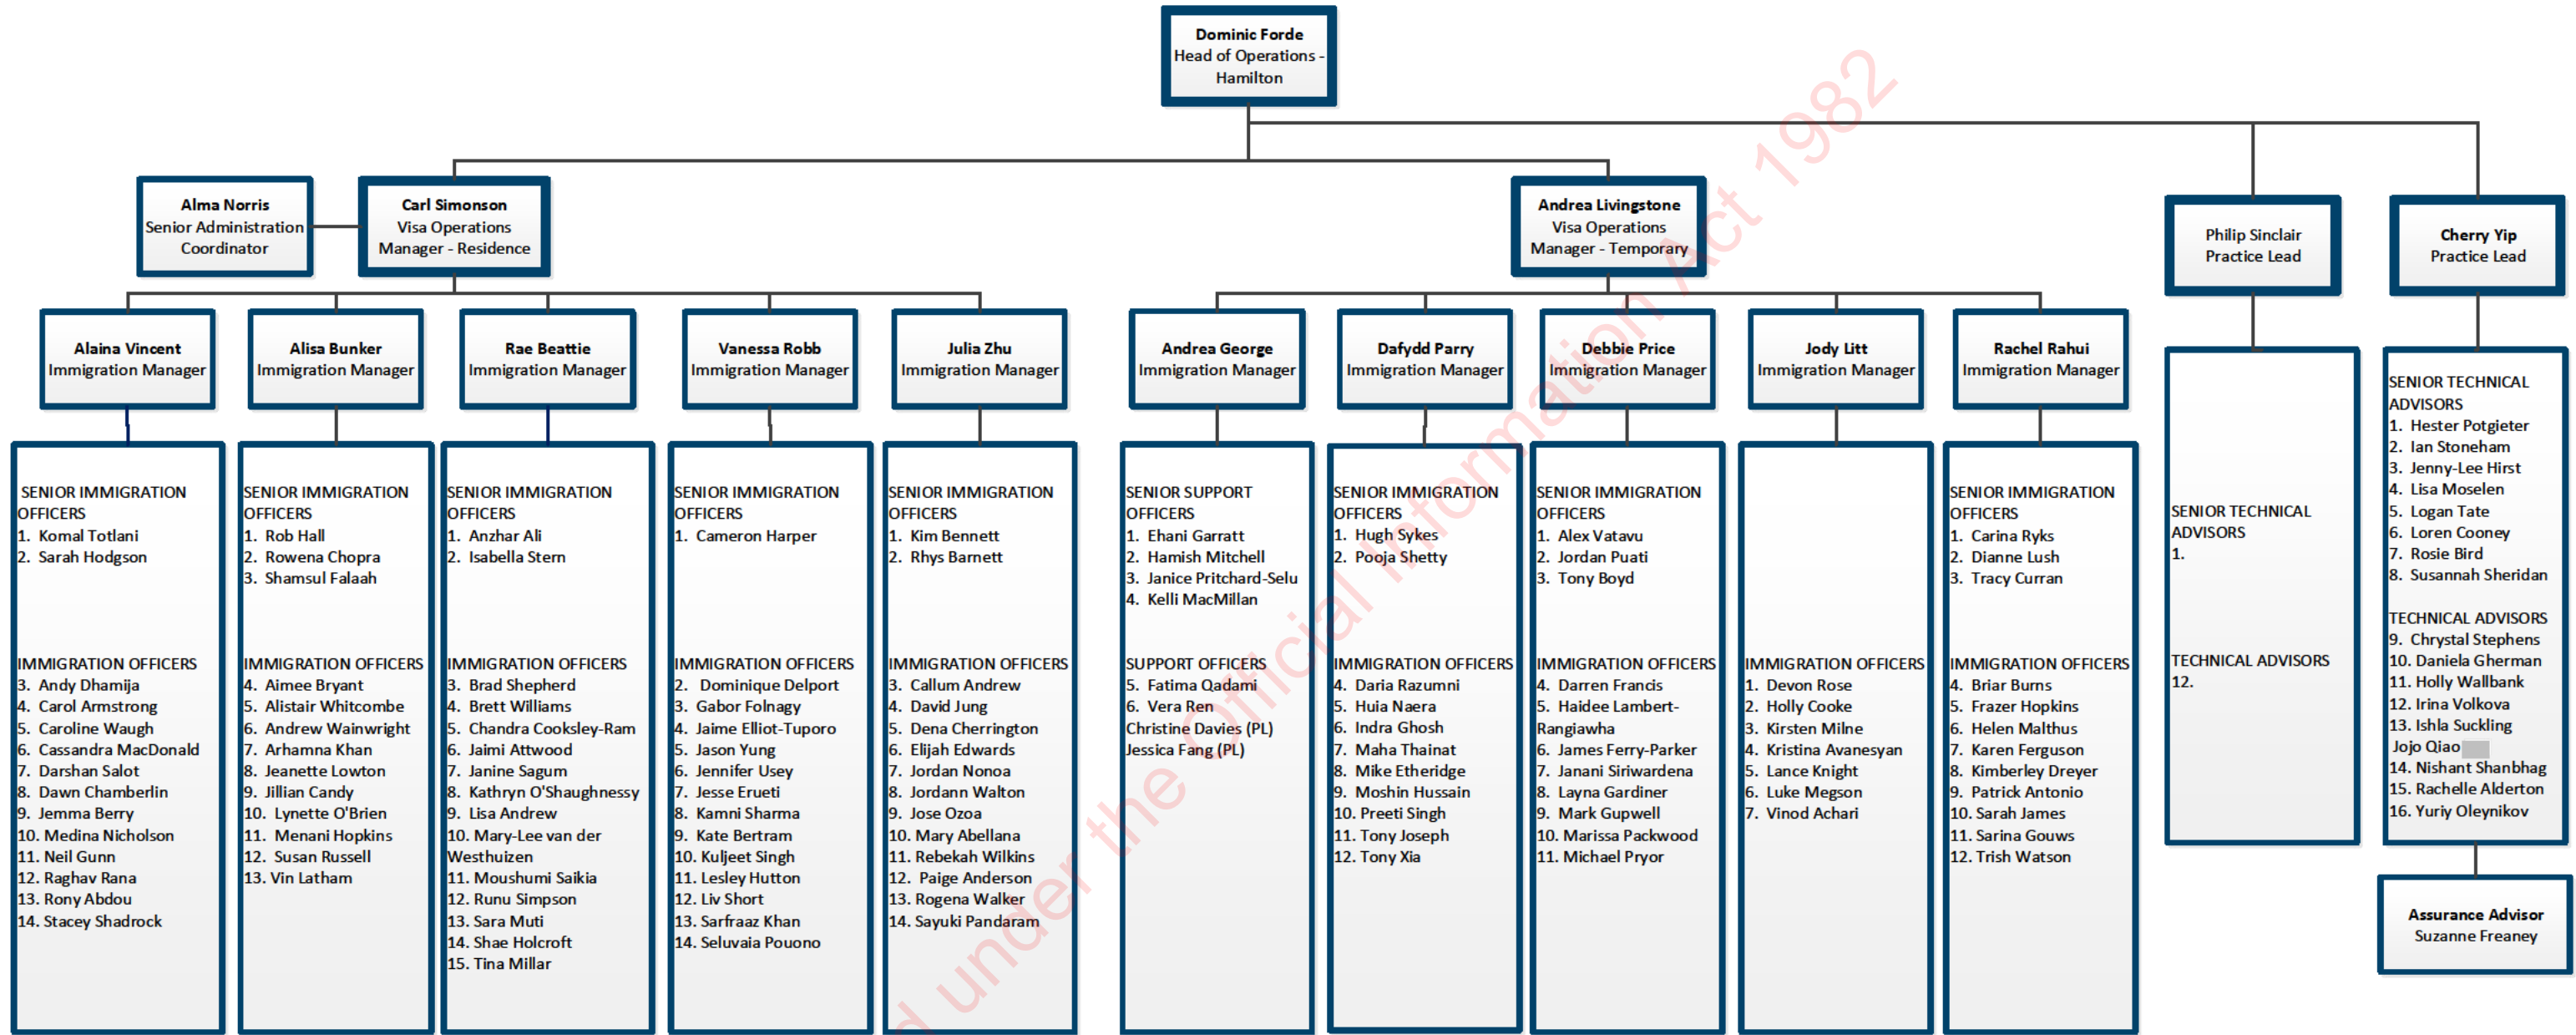 Dominic Forde
Head of Operations -
Hamilton
Alma Norris
Senior Administration
Coordinator
Carl Simonson
Visa Operations
Manager - Residence
Andrea Livingstone
Visa Operations
Manager - Temporary
Philip Sinclair
Practice Lead
Cherry Yip
Practice Lead
Alaina Vincent
Immigration Manager
Alisa Bunker
Immigration Manager
Rae Beattie
Immigration Manager
Vanessa Robb
Immigration Manager
Julia Zhu
Immigration Manager
Andrea George
Immigration Manager
Dafydd Parry
Immigration Manager
Debbie Price
Immigration Manager
Jody Litt
Immigration Manager
Rachel Rahui
Immigration Manager
SENIOR IMMIGRATION
OFFICERS
1. Komal Totlani
2. Sarah Hodgson
IMMIGRATION OFFICERS
3. Andy Dhamija
4. Carol Armstrong
5. Caroline Waugh
6. Cassandra MacDonald
7. Darshan Salot
8. Dawn Chamberlin
9. Jemma Berry
10. Medina Nicholson
11. Neil Gunn
12. Raghav Rana
13. Rony Abdou
14. Stacey Shadrock
SENIOR IMMIGRATION
OFFICERS
1. Rob Hall
2. Rowena Chopra
3. Shamsul Falaah
IMMIGRATION OFFICERS
4. Aimee Bryant
5. Alistair Whitcombe
6. Andrew Wainwright
7. Arhamna Khan
8. Jeanette Lowton
9. Jillian Candy
10. Lynette O'Brien
11. Menani Hopkins
12. Susan Russell
13. Vin Latham
SENIOR IMMIGRATION
OFFICERS
1. Anzhar Ali
2. Isabella Stern
IMMIGRATION OFFICERS
3. Brad Shepherd
4. Brett Williams
5. Chandra Cooksley-Ram
6. Jaimi Attwood
7. Janine Sagum
8. Kathryn O'Shaughnessy
9. Lisa Andrew
10. Mary-Lee van der
Westhuizen
11. Moushumi Saikia
12. Runu Simpson
13. Sara Muti
14. Shae Holcroft
15. Tina Millar
SENIOR IMMIGRATION
OFFICERS
1. Cameron Harper
IMMIGRATION OFFICERS
2. Dominique Delport
3. Gabor Folnagy
4. Jaime Elliot-Tuporo
5. Jason Yung
6. Jennifer Usey
7. Jesse Erueti
8. Kamni Sharma
9. Kate Bertram
10. Kuljeet Singh
11. Lesley Hutton
12. Liv Short
13. Sarfraaz Khan
14. Seluvaia Pouono
SENIOR IMMIGRATION
OFFICERS
1. Kim Bennett
2. Rhys Barnett
IMMIGRATION OFFICERS
3. Callum Andrew
4. David Jung
5. Dena Cherrington
6. Elijah Edwards
7. Jordan Nonoa
8. Jordann Walton
9. Jose Ozoa
10. Mary Abellana
11. Rebekah Wilkins
12. Paige Anderson
13. Rogena Walker
14. Sayuki Pandaram
SENIOR SUPPORT
OFFICERS
1. Ehani Garratt
2. Hamish Mitchell
3. Janice Pritchard-Selu
4. Kelli MacMillan
SUPPORT OFFICERS
5. Fatima Qadami
6. Vera Ren
Christine Davies (PL)
Jessica Fang (PL)
SENIOR IMMIGRATION
OFFICERS
1. Hugh Sykes
2. Pooja Shetty
IMMIGRATION OFFICERS
4. Daria Razumni
5. Huia Naera
6. Indra Ghosh
7. Maha Thainat
8. Mike Etheridge
9. Moshin Hussain
10. Preeti Singh
11. Tony Joseph
12. Tony Xia
SENIOR IMMIGRATION
OFFICERS
1. Alex Vatavu
2. Jordan Puati
3. Tony Boyd
IMMIGRATION OFFICERS
4. Darren Francis
5. Haidee Lambert-
Rangiawha
6. James Ferry-Parker
7. Janani Siriwardena
8. Layna Gardiner
9. Mark Gupwell
10. Marissa Packwood
11. Michael Pryor
IMMIGRATION OFFICERS
1. Devon Rose
2. Holly Cooke
3. Kirsten Milne
4. Kristina Avanesyan
5. Lance Knight
6. Luke Megson
7. Vinod Achari
SENIOR IMMIGRATION
OFFICERS
1. Carina Ryks
2. Dianne Lush
3. Tracy Curran
IMMIGRATION OFFICERS
4. Briar Burns
5. Frazer Hopkins
6. Helen Malthus
7. Karen Ferguson
8. Kimberley Dreyer
9. Patrick Antonio
10. Sarah James
11. Sarina Gouws
12. Trish Watson
SENIOR TECHNICAL
ADVISORS
1.
TECHNICAL ADVISORS
12.
SENIOR TECHNICAL
ADVISORS
1. Hester Potgieter
2. Ian Stoneham
3. Jenny-Lee Hirst
4. Lisa Moselen
5. Logan Tate
6. Loren Cooney
7. Rosie Bird
8. Susannah Sheridan
TECHNICAL ADVISORS
9. Chrystal Stephens
10. Daniela Gherman
11. Holly Wallbank
12. Irina Volkova
13. Ishla Suckling
Jojo Qiao
14. Nishant Shanbhag
15. Rachelle Alderton
16. Yuriy Oleynikov
Assurance Advisor
Suzanne Freaney
under the Official Information Act 1982